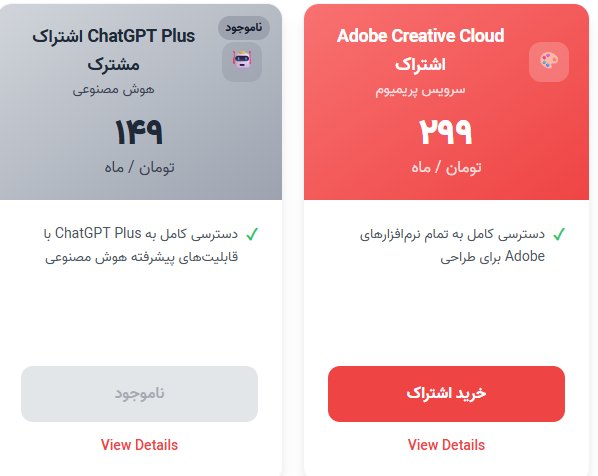 Adobe Creative Cloud
اشتراک
سرویس پریمیوم
۲۹۹
تومان / ماه
دسترسی کامل به تمام نرم‌افزارهای
Adobe برای طراحی
خرید اشتراک
View Details
ناموجود
اشتراک ChatGPT Plus
مشترک
هوش مصنوعی
۱۴۹
تومان / ماه
دسترسی کامل به ChatGPT Plus با
قابلیت‌های پیشرفته هوش مصنوعی
ناموجود
View Details